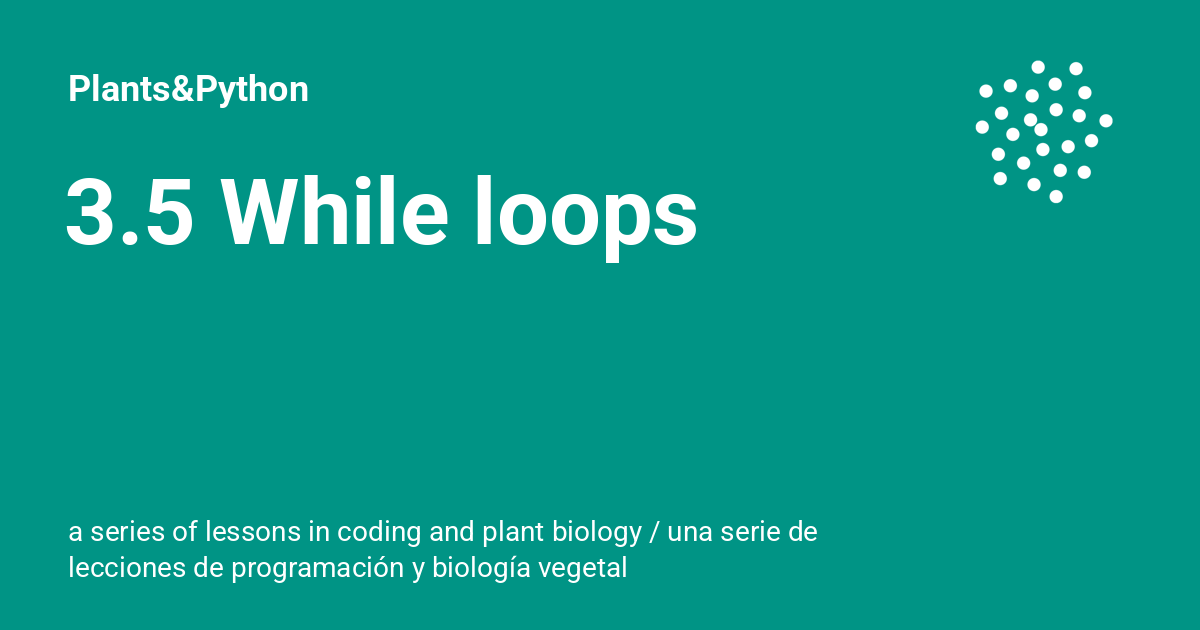 Plants&Python
3.5 While loops
a series of lessons in coding and plant biology / una serie de
lecciones de programación y biología vegetal